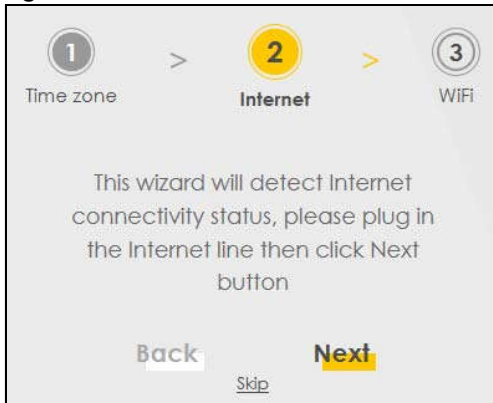 1 > 2 > 3
Time zone Internet WiFi
This wizard will detect Internet
connectivity status, please plug in
the Internet line then click Next
button
Back Next
Skip